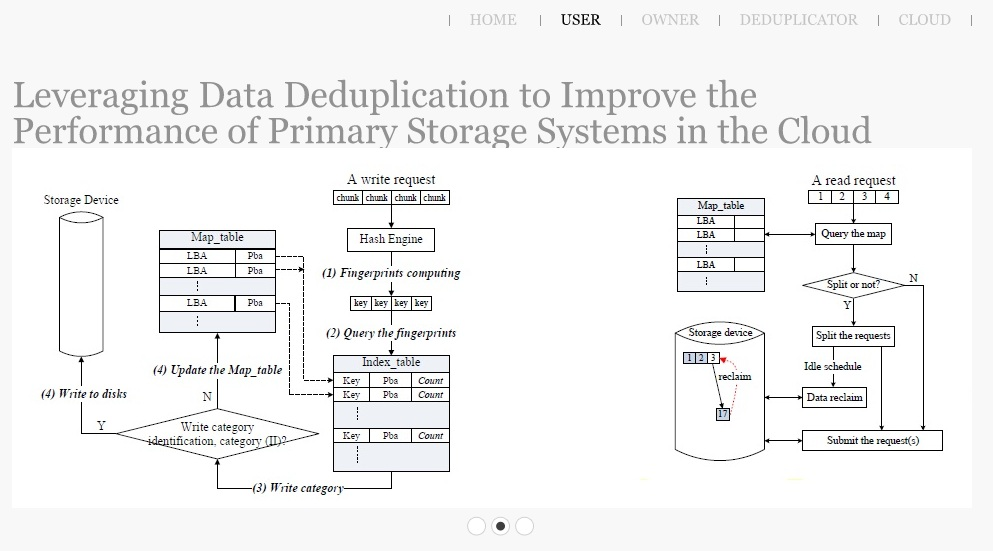 HOME | USER | OWNER | DEDUPLICATOR | CLOUD
Leveraging Data Deduplication to Improve the
Performance of Primary Storage Systems in the Cloud
Storage Device
Map_table
LBA Pba
LBA Pba
LBA Pba
(4) Update the Map_table
(4) Write to disks
N
Y
Write category
identification, category (II)?
(3) Write category
A write request
chunk chunk chunk chunk
Hash Engine
(1) Fingerprints computing
key key key key
(2) Query the fingerprints
Index_table
Key Pba Count
Key Pba Count
Key Pba Count
A read request
1 2 3 4
Map_table
LBA
LBA
LBA
Query the map
Split or not?
N
Y
Split the requests
Idle schedule
Data reclaim
Submit the request(s)
Storage device
1 2 3
reclaim
17